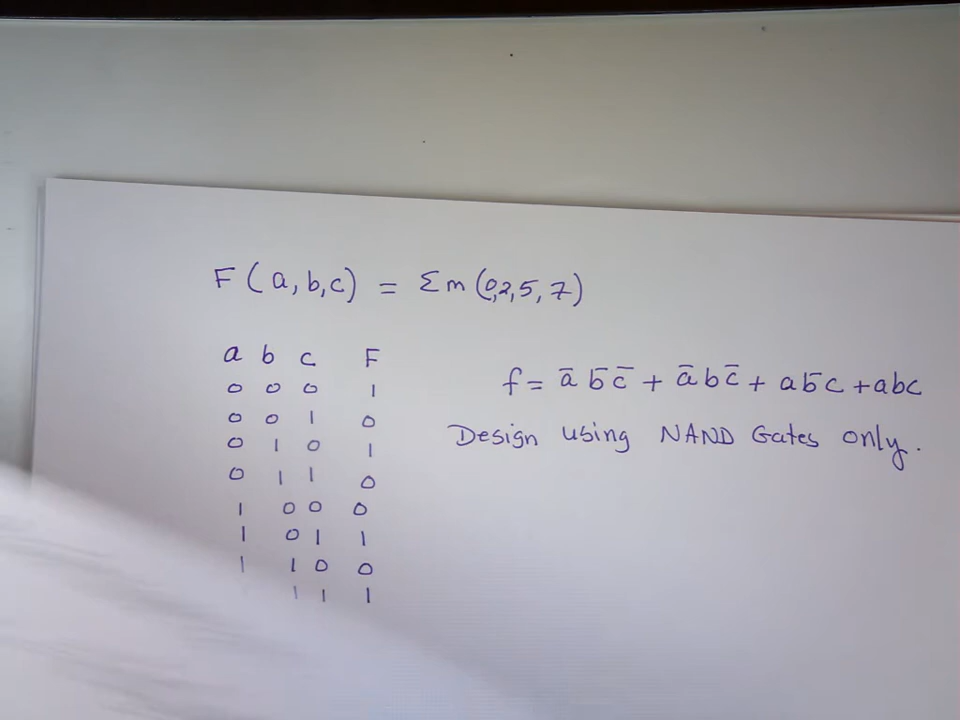 F(a,b,c) = Σm(0,2,5,7)
a b c F
0 0 0 1
0 0 1 0
0 1 0 1
0 1 1 0
1 0 0 0
1 0 1 1
1 1 0 0
1 1 1
f = a̅ b̅ c̅ + a̅ b c̅ + a b̅ c + abc
Design using NAND Gates only.